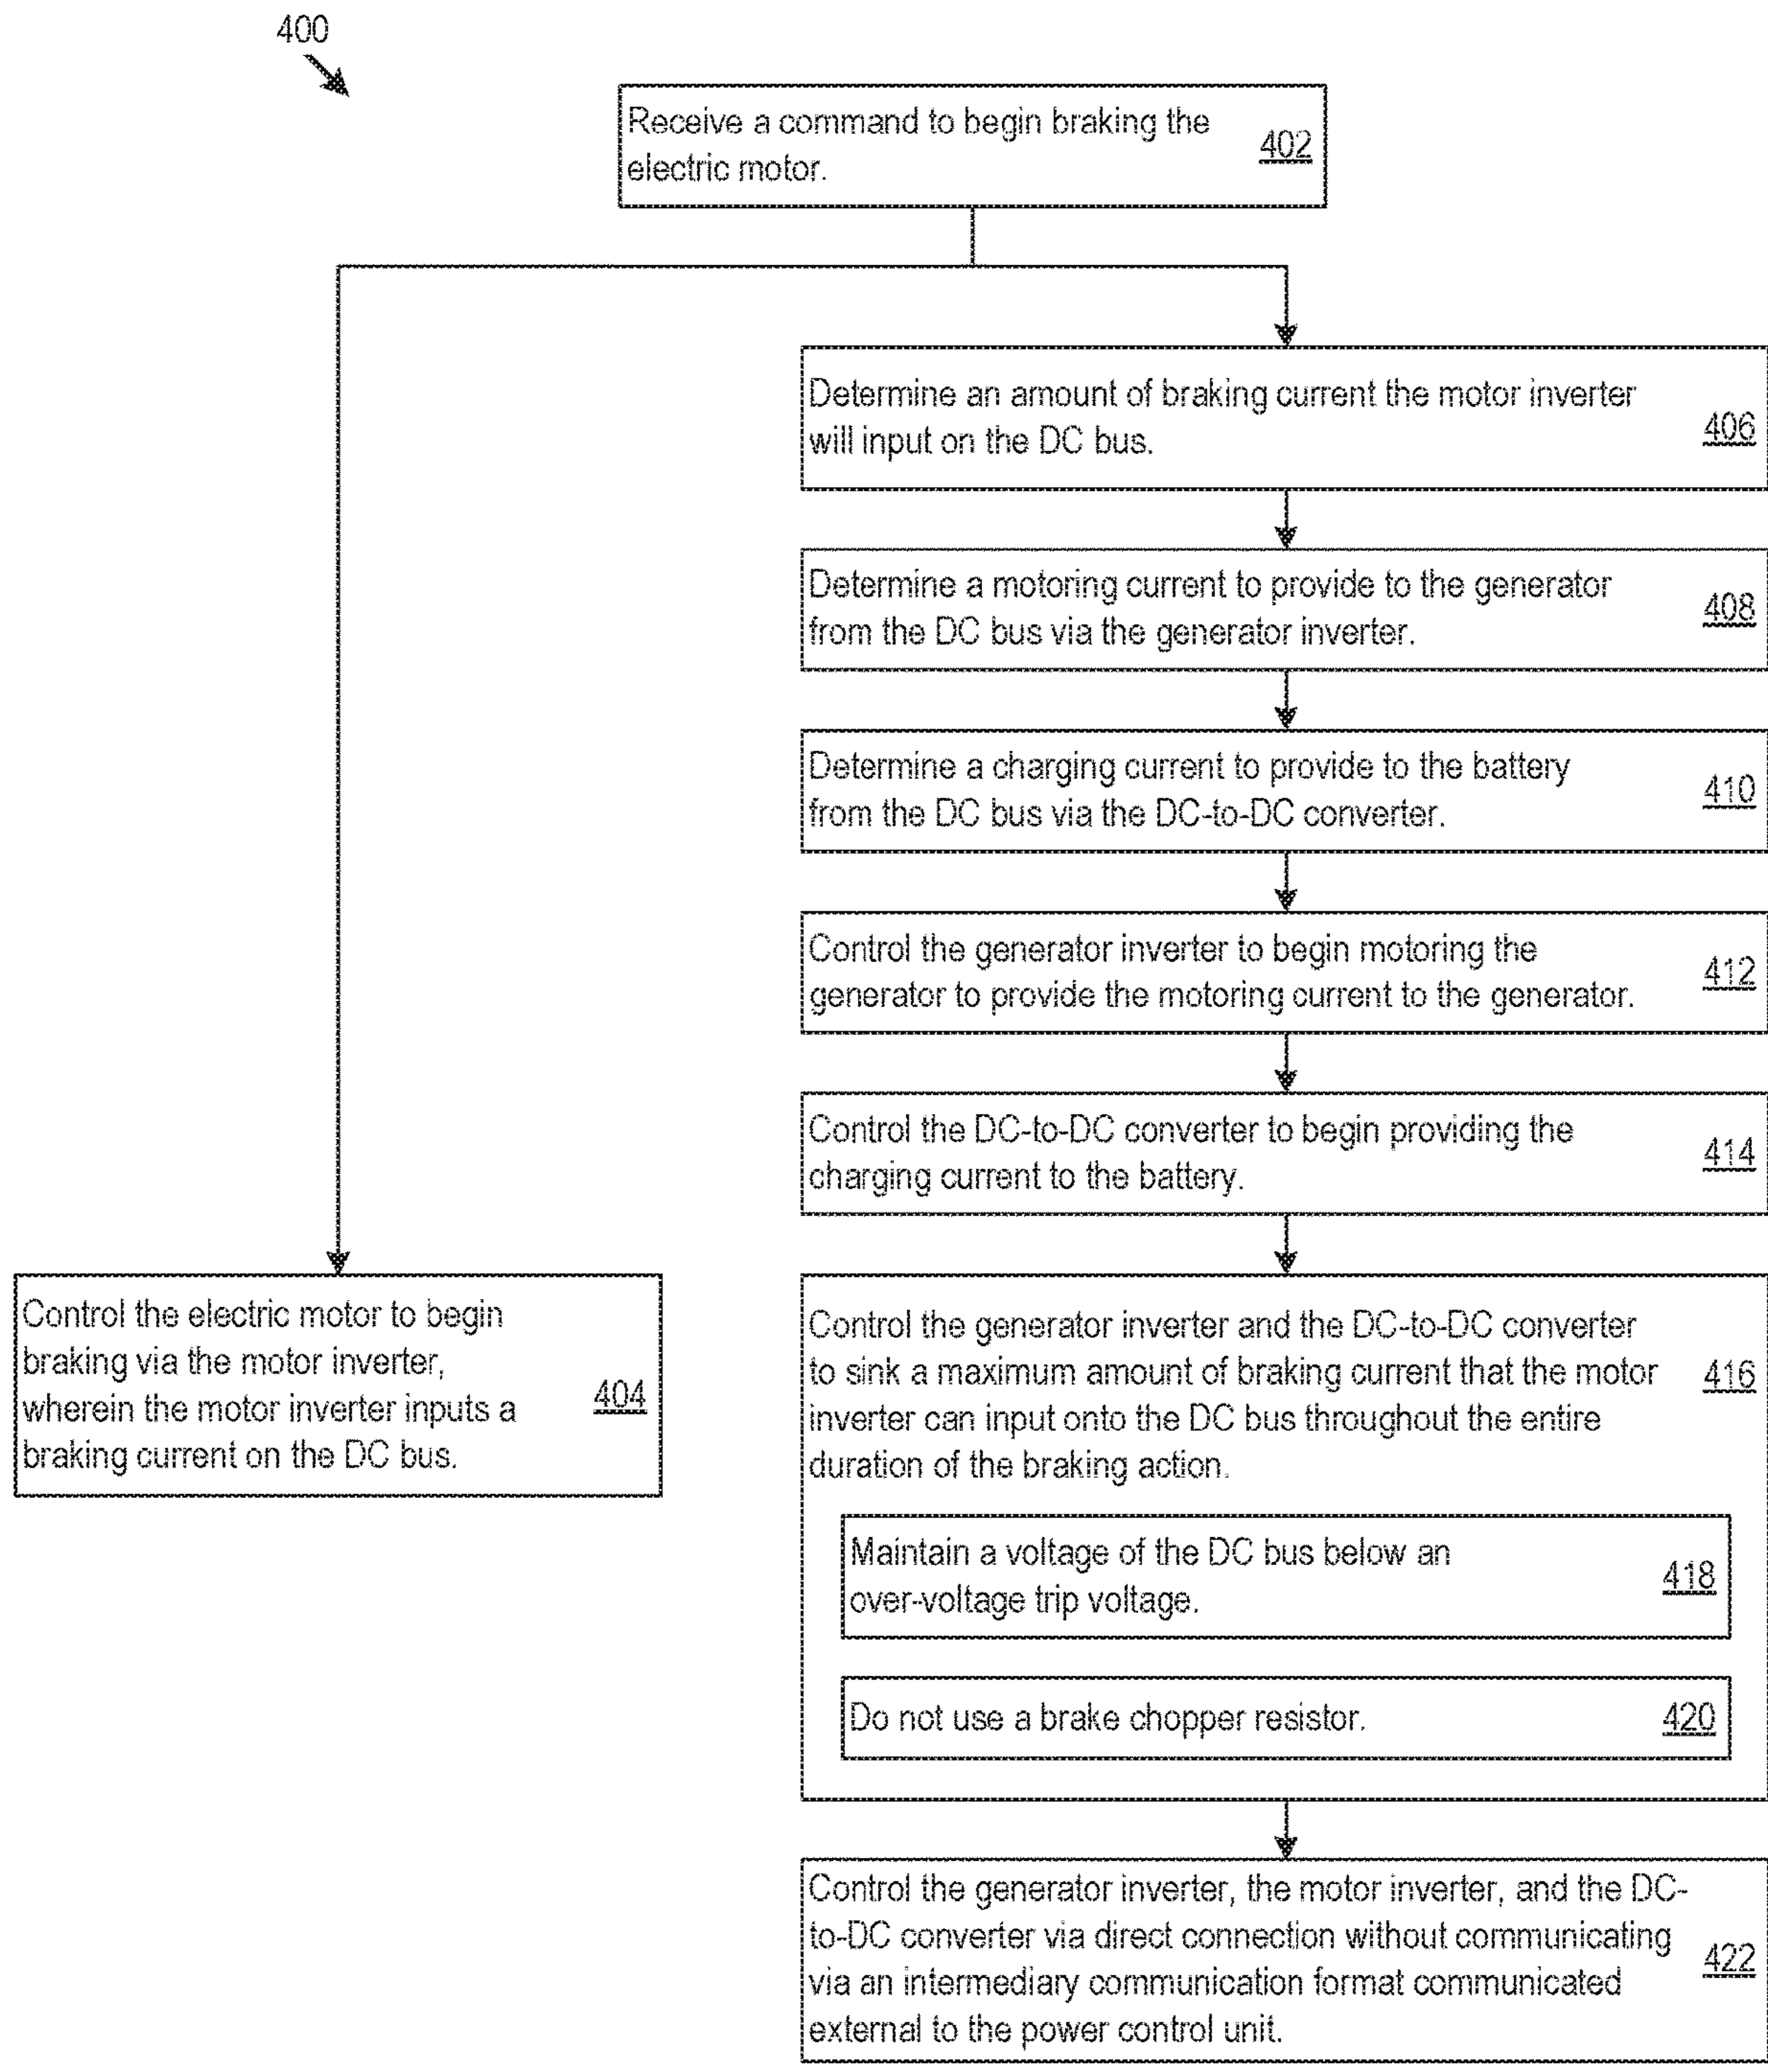 400
Receive a command to begin braking the
electric motor.
402
Determine an amount of braking current the motor inverter
will input on the DC bus.
406
Determine a motoring current to provide to the generator
from the DC bus via the generator inverter.
408
Determine a charging current to provide to the battery
from the DC bus via the DC-to-DC converter.
410
Control the generator inverter to begin motoring the
generator to provide the motoring current to the generator.
412
Control the DC-to-DC converter to begin providing the
charging current to the battery.
414
Control the electric motor to begin
braking via the motor inverter,
wherein the motor inverter inputs a
braking current on the DC bus.
404
Control the generator inverter and the DC-to-DC converter
to sink a maximum amount of braking current that the motor
inverter can input onto the DC bus throughout the entire
duration of the braking action.
416
Maintain a voltage of the DC bus below an
over-voltage trip voltage.
418
Do not use a brake chopper resistor.
420
Control the generator inverter, the motor inverter, and the DC-
to-DC converter via direct connection without communicating
via an intermediary communication format communicated
external to the power control unit.
422